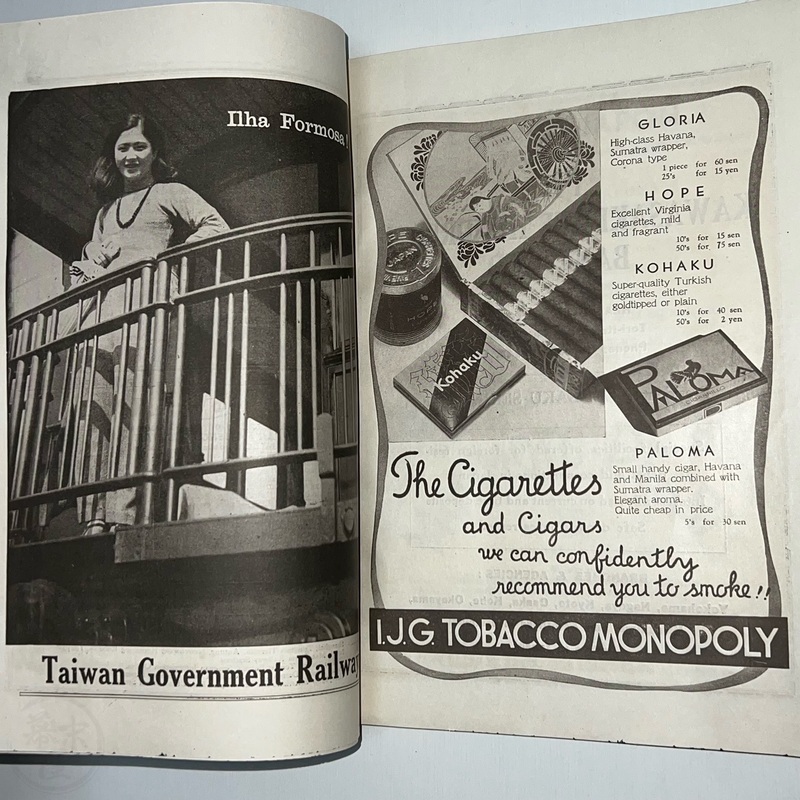 Ilha Formosa!
Taiwan Government Railway
GLORIA
High-class Havana,
Sumatra wrapper,
Corona type
1 piece for 60 sen
25's for 15 yen
HOPE
Excellent Virginia
cigarettes, mild
and fragrant
10's for 15 sen
50's for 75 sen
KOHAKU
Super-quality Turkish
cigarettes, either
goldtipped or plain
10's for 40 sen
50's for 2 yen
JAPAN
HOPE
Kohaku
PALOMA
PALOMA
Small handy cigar, Havana
and Manila combined with
Sumatra wrapper.
Elegant aroma.
Quite cheap in price
5's for 30 sen
The Cigarettes
and Cigars
we can confidently
recommend you to smoke!!
I.J.G. TOBACCO MONOPOLY